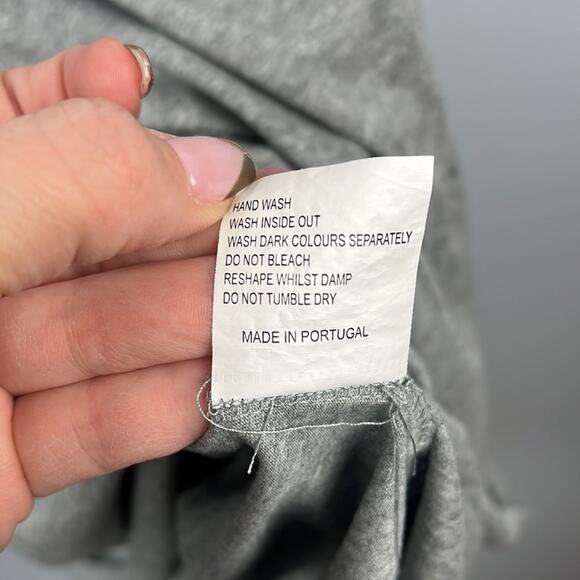 HAND WASH
WASH INSIDE OUT
WASH DARK COLOURS SEPARATELY
DO NOT BLEACH
RESHAPE WHILST DAMP
DO NOT TUMBLE DRY
MADE IN PORTUGAL